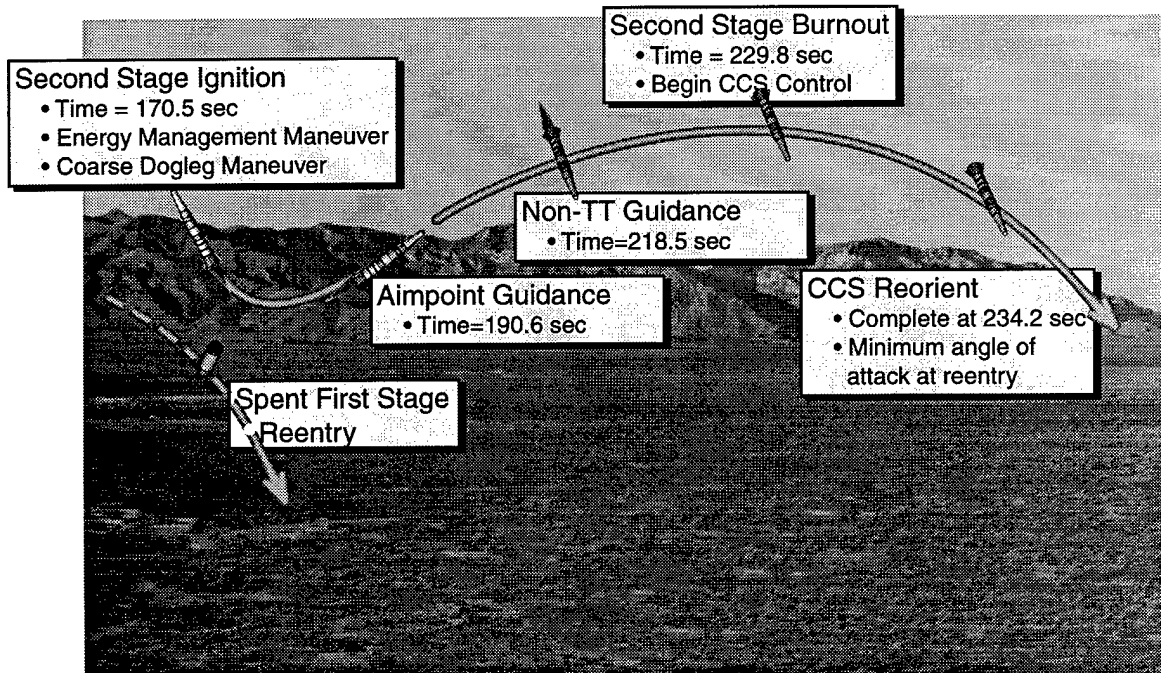 Second Stage Ignition
• Time = 170.5 sec
• Energy Management Maneuver
• Coarse Dogleg Maneuver
Second Stage Burnout
• Time = 229.8 sec
• Begin CCS Control
Non-TT Guidance
• Time=218.5 sec
Aimpoint Guidance
• Time=190.6 sec
CCS Reorient
• Complete at 234.2 sec
• Minimum angle of
attack at reentry
Spent First Stage
Reentry